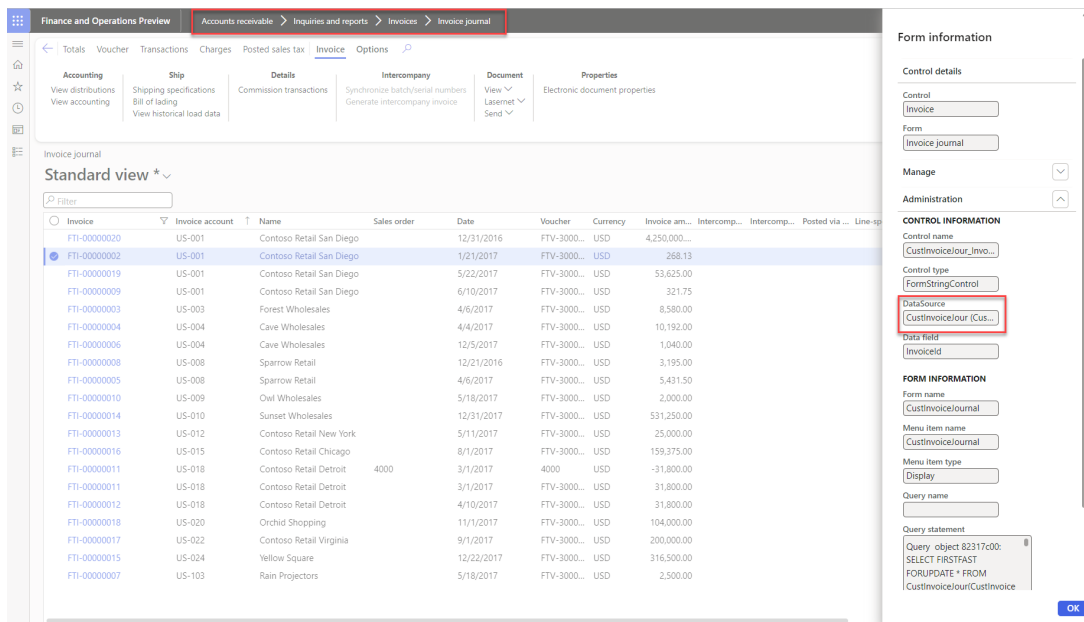 Finance and Operations Preview
Accounts receivable > Inquiries and reports > Invoices > Invoice journal
Totals Voucher Transactions Charges Posted sales tax Invoice Options
Accounting Ship Details Intercompany Document Properties
View distributions Shipping specifications Commission transactions Synchronize batch/serial numbers View Electronic document properties
View accounting Bill of lading Generate intercompany invoice Lasernet
View historical load data Send
Invoice journal
Standard view *
Filter
Invoice Invoice account Name Sales order Date Voucher Currency Invoice am... Intercomp... Intercomp... Posted via ... Line-sp
FTI-00000020 US-001 Contoso Retail San Diego 12/31/2016 FTV-3000... USD 4,250,000....
FTI-00000002 US-001 Contoso Retail San Diego 1/21/2017 FTV-3000... USD 268.13
FTI-00000019 US-001 Contoso Retail San Diego 5/22/2017 FTV-3000... USD 53,625.00
FTI-00000009 US-001 Contoso Retail San Diego 6/10/2017 FTV-3000... USD 321.75
FTI-00000003 US-003 Forest Wholesales 4/6/2017 FTV-3000... USD 8,580.00
FTI-00000004 US-004 Cave Wholesales 4/4/2017 FTV-3000... USD 10,192.00
FTI-00000006 US-004 Cave Wholesales 12/5/2017 FTV-3000... USD 1,040.00
FTI-00000008 US-008 Sparrow Retail 12/21/2016 FTV-3000... USD 3,195.00
FTI-00000005 US-008 Sparrow Retail 4/6/2017 FTV-3000... USD 5,431.50
FTI-00000010 US-009 Owl Wholesales 5/18/2017 FTV-3000... USD 2,000.00
FTI-00000014 US-010 Sunset Wholesales 12/31/2017 FTV-3000... USD 531,250.00
FTI-00000013 US-012 Contoso Retail New York 5/11/2017 FTV-3000... USD 25,000.00
FTI-00000016 US-015 Contoso Retail Chicago 8/1/2017 FTV-3000... USD 159,375.00
FTI-00000011 US-018 Contoso Retail Detroit 4000 3/1/2017 4000 USD -31,800.00
FTI-00000011 US-018 Contoso Retail Detroit 3/1/2017 FTV-3000... USD 31,800.00
FTI-00000012 US-018 Contoso Retail Detroit 4/10/2017 FTV-3000... USD 31,800.00
FTI-00000018 US-020 Orchid Shopping 11/1/2017 FTV-3000... USD 104,000.00
FTI-00000017 US-022 Contoso Retail Virginia 9/1/2017 FTV-3000... USD 200,000.00
FTI-00000015 US-024 Yellow Square 12/22/2017 FTV-3000... USD 316,500.00
FTI-00000007 US-103 Rain Projectors 5/18/2017 FTV-3000... USD 2,500.00
Form information
Control details
Control
Invoice
Form
Invoice journal
Manage
Administration
CONTROL INFORMATION
Control name
CustInvoiceJour_Invo...
Control type
FormStringControl
DataSource
CustInvoiceJour (Cus...
Data field
InvoiceId
FORM INFORMATION
Form name
CustInvoiceJournal
Menu item name
CustInvoiceJournal
Menu item type
Display
Query name
Query statement
Query object 82317c00:
SELECT FIRSTFAST
FORUPDATE * FROM
CustInvoiceJour(CustInvoice
OK